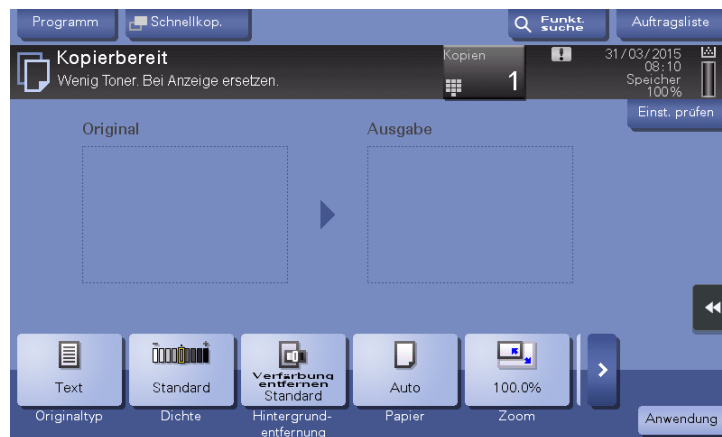 Programm
Schnellkop.
Funkt.
suche
Auftragsliste
Kopierbereit
Wenig Toner. Bei Anzeige ersetzen.
Kopien
1
31/03/2015
08:10
Speicher
100%
Einst. prüfen
Original
Ausgabe
Text
Standard
Verfärbung
entfernen
Standard
Auto
100.0%
Originaltyp
Dichte
Hintergrund-
entfernung
Papier
Zoom
Anwendung